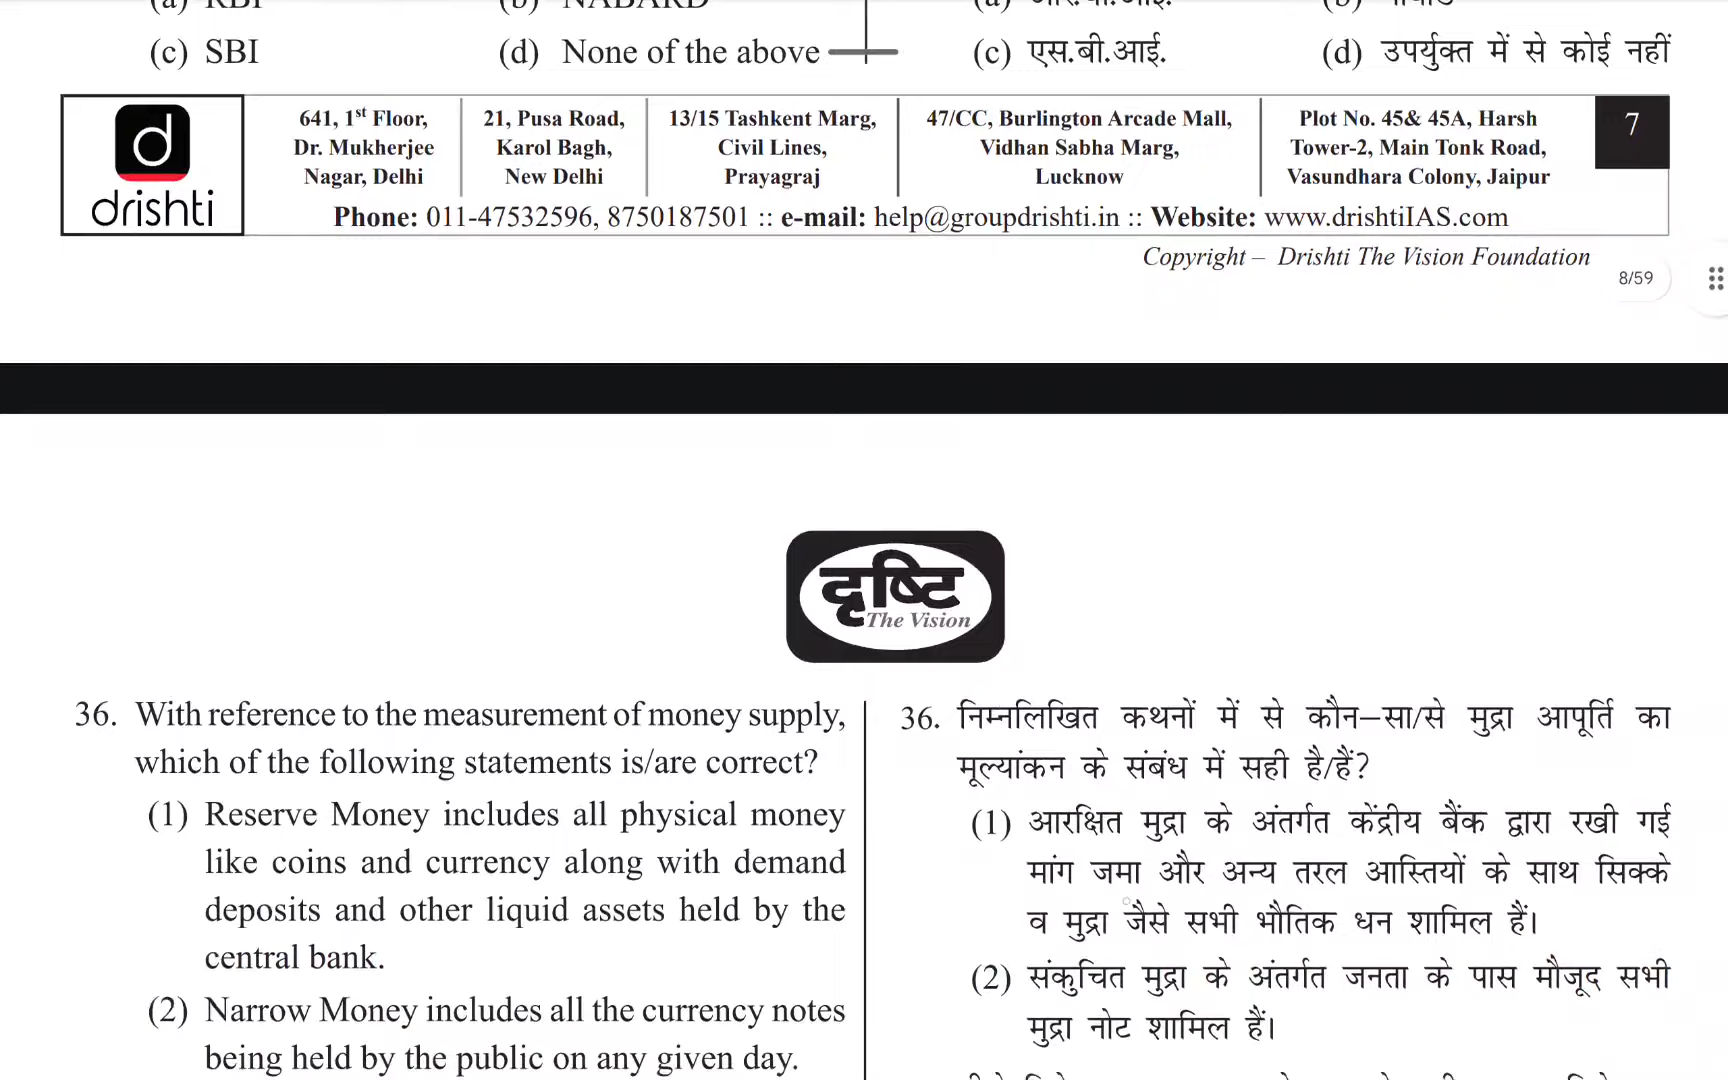 (a) RBI (b) NABARD
(c) SBI (d) None of the above
(a) आर.बी.आई. (b) नाबार्ड
(c) एस.बी.आई. (d) उपर्युक्त में से कोई नहीं
drishti
641, 1st Floor,
Dr. Mukherjee
Nagar, Delhi
21, Pusa Road,
Karol Bagh,
New Delhi
13/15 Tashkent Marg,
Civil Lines,
Prayagraj
47/CC, Burlington Arcade Mall,
Vidhan Sabha Marg,
Lucknow
Plot No. 45& 45A, Harsh
Tower-2, Main Tonk Road,
Vasundhara Colony, Jaipur
7
Phone: 011-47532596, 8750187501 :: e-mail: help@groupdrishti.in :: Website: www.drishtiIAS.com
Copyright – Drishti The Vision Foundation
8/59
दृष्टि
The Vision
36. With reference to the measurement of money supply,
which of the following statements is/are correct?
(1) Reserve Money includes all physical money
like coins and currency along with demand
deposits and other liquid assets held by the
central bank.
(2) Narrow Money includes all the currency notes
being held by the public on any given day.
36. निम्नलिखित कथनों में से कौन–सा/से मुद्रा आपूर्ति का
मूल्यांकन के संबंध में सही है/हैं?
(1) आरक्षित मुद्रा के अंतर्गत केंद्रीय बैंक द्वारा रखी गई
मांग जमा और अन्य तरल आस्तियों के साथ सिक्के
व मुद्रा जैसे सभी भौतिक धन शामिल हैं।
(2) संकुचित मुद्रा के अंतर्गत जनता के पास मौजूद सभी
मुद्रा नोट शामिल हैं।